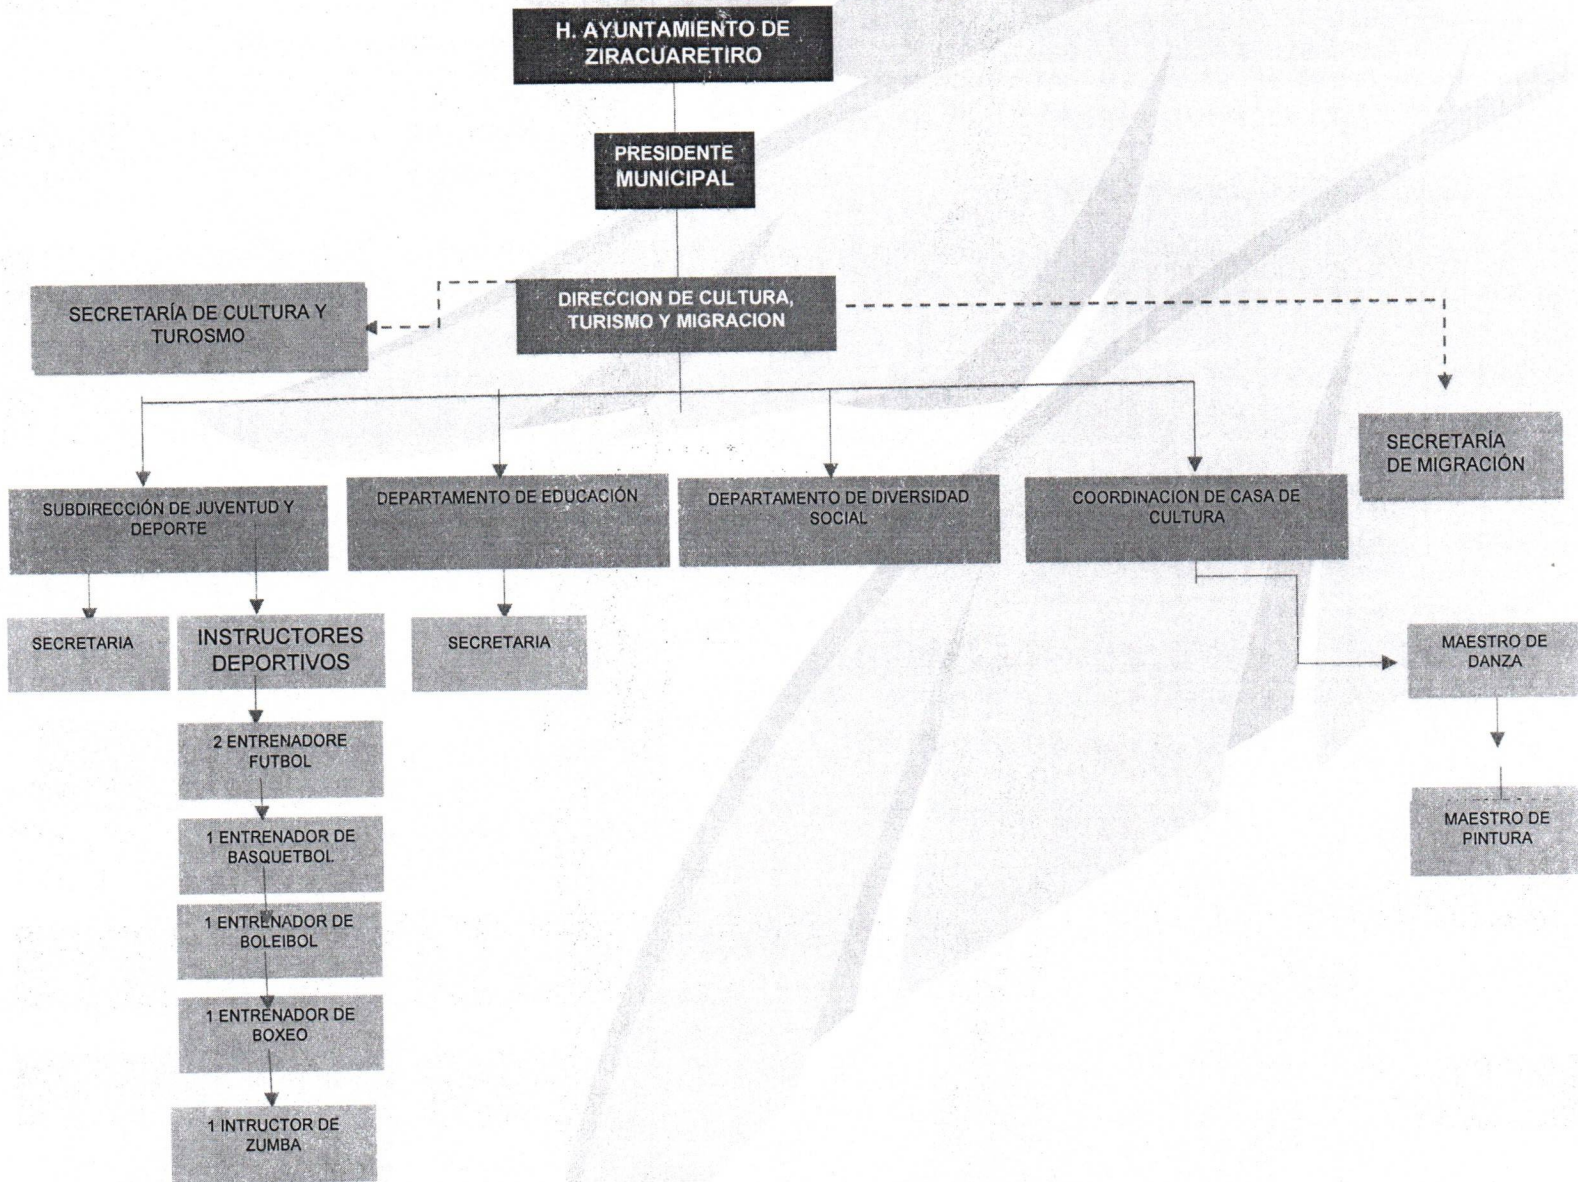 H. AYUNTAMIENTO DE
ZIRACUARETIRO
PRESIDENTE
MUNICIPAL
SECRETARÍA DE CULTURA Y
TUROSMO
DIRECCION DE CULTURA,
TURISMO Y MIGRACION
SECRETARÍA
DE MIGRACIÓN
SUBDIRECCIÓN DE JUVENTUD Y
DEPORTE
DEPARTAMENTO DE EDUCACIÓN
DEPARTAMENTO DE DIVERSIDAD
SOCIAL
COORDINACION DE CASA DE
CULTURA
SECRETARIA
INSTRUCTORES
DEPORTIVOS
SECRETARIA
MAESTRO DE
DANZA
2 ENTRENADORE
FUTBOL
1 ENTRENADOR DE
BASQUETBOL
MAESTRO DE
PINTURA
1 ENTRENADOR DE
BOLEIBOL
1 ENTRENADOR DE
BOXEO
1 INTRUCTOR DE
ZUMBA